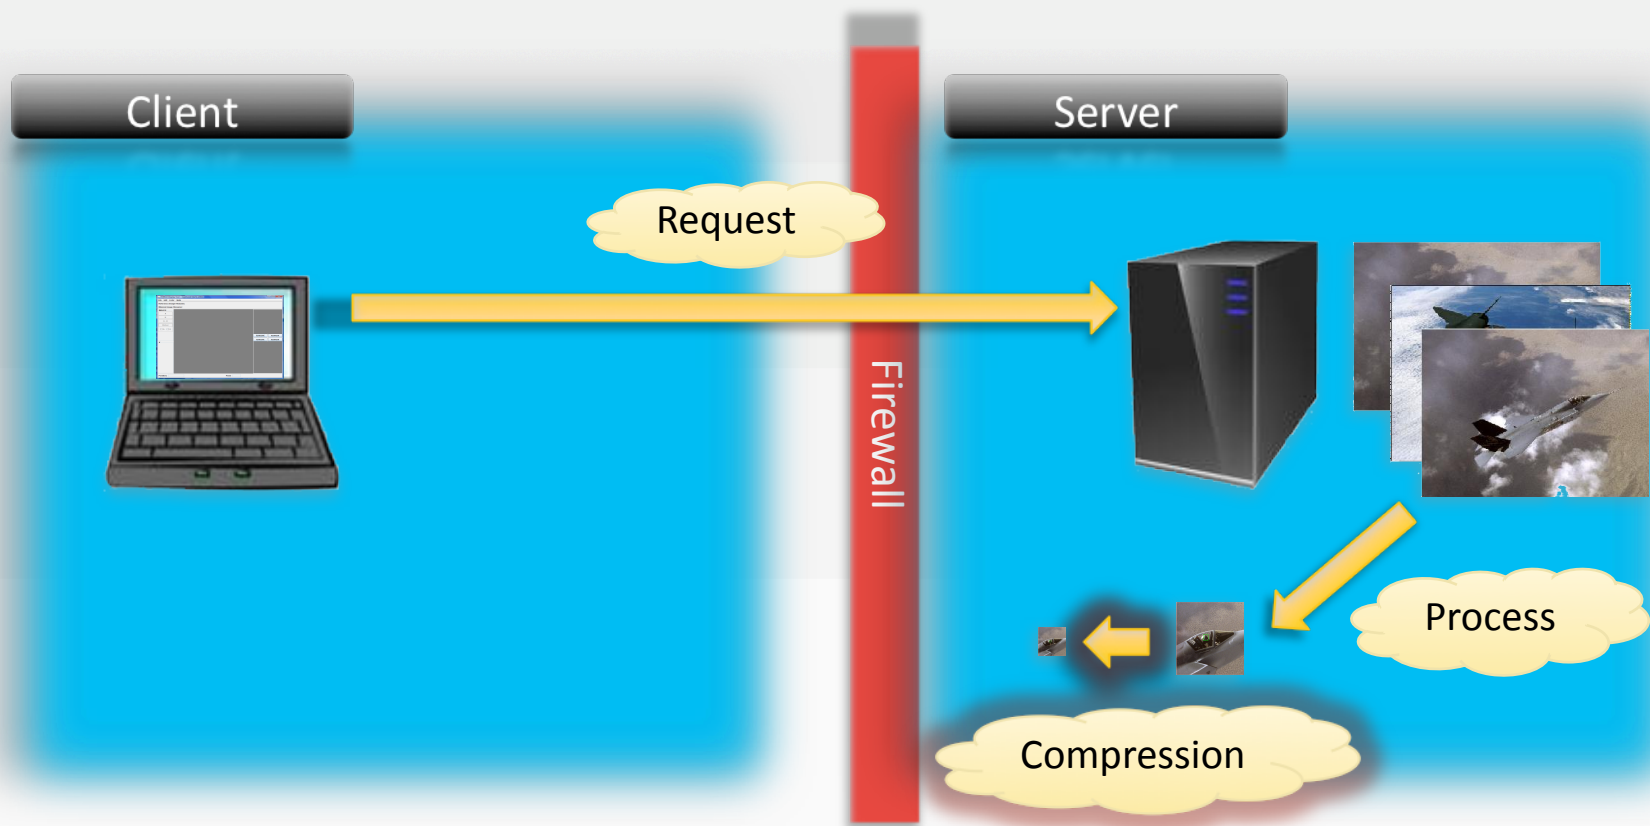 Client
Server
Request
Firewall
Process
Compression